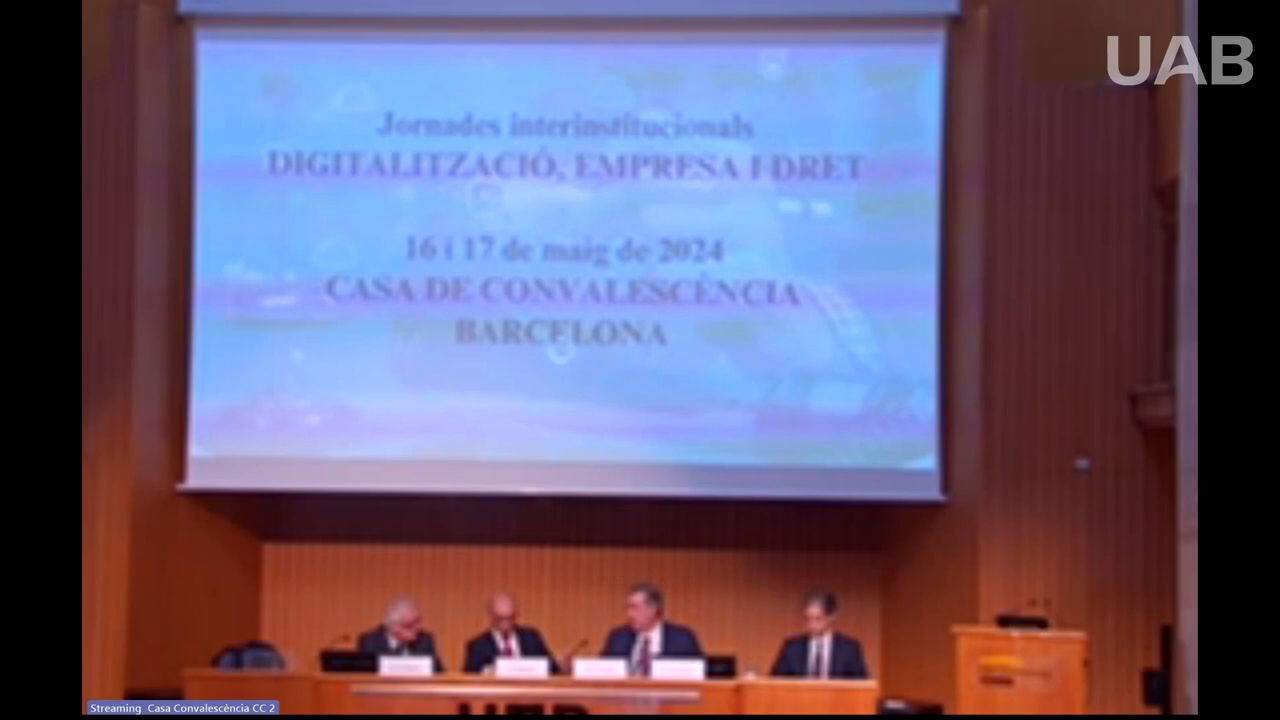 UAB
Jornades interinstitucionals
DIGITALITZACIÓ, EMPRESA I DRET
16 i 17 de maig de 2024
CASA DE CONVALESCÈNCIA
BARCELONA
Streaming Casa Convalescència CC 2